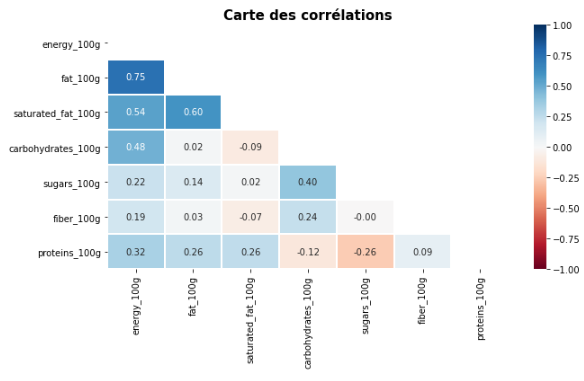 Carte des corrélations
energy_100g
fat_100g 0.75
saturated_fat_100g 0.54 0.60
carbohydrates_100g 0.48 0.02 -0.09
sugars_100g 0.22 0.14 0.02 0.40
fiber_100g 0.19 0.03 -0.07 0.24 -0.00
proteins_100g 0.32 0.26 0.26 -0.12 -0.26 0.09
energy_100g fat_100g saturated_fat_100g carbohydrates_100g sugars_100g fiber_100g proteins_100g
1.00
0.75
0.50
0.25
0.00
−0.25
−0.50
−0.75
−1.00